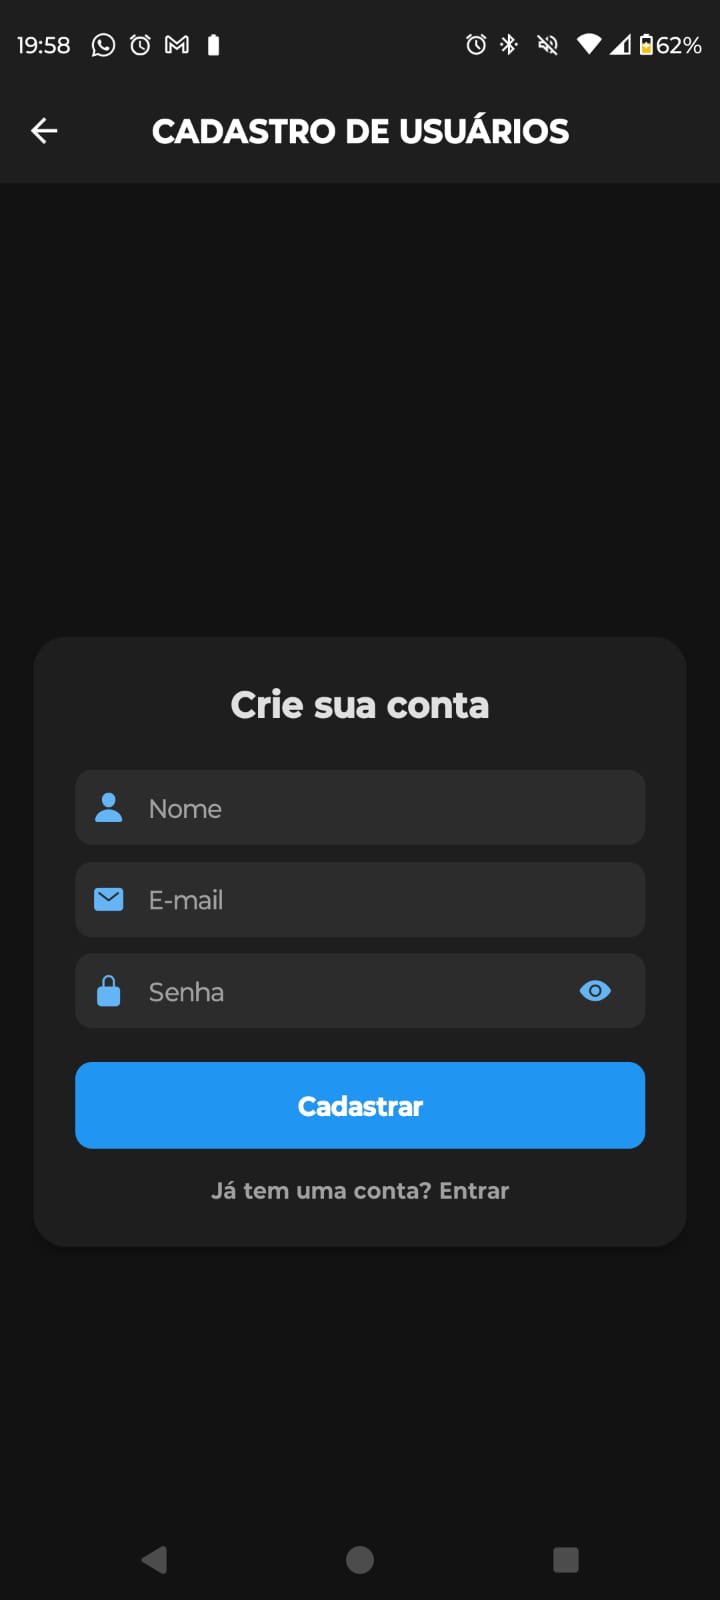 19:58 62%
CADASTRO DE USUÁRIOS
Crie sua conta
Nome
E-mail
Senha
Cadastrar
Já tem uma conta? Entrar